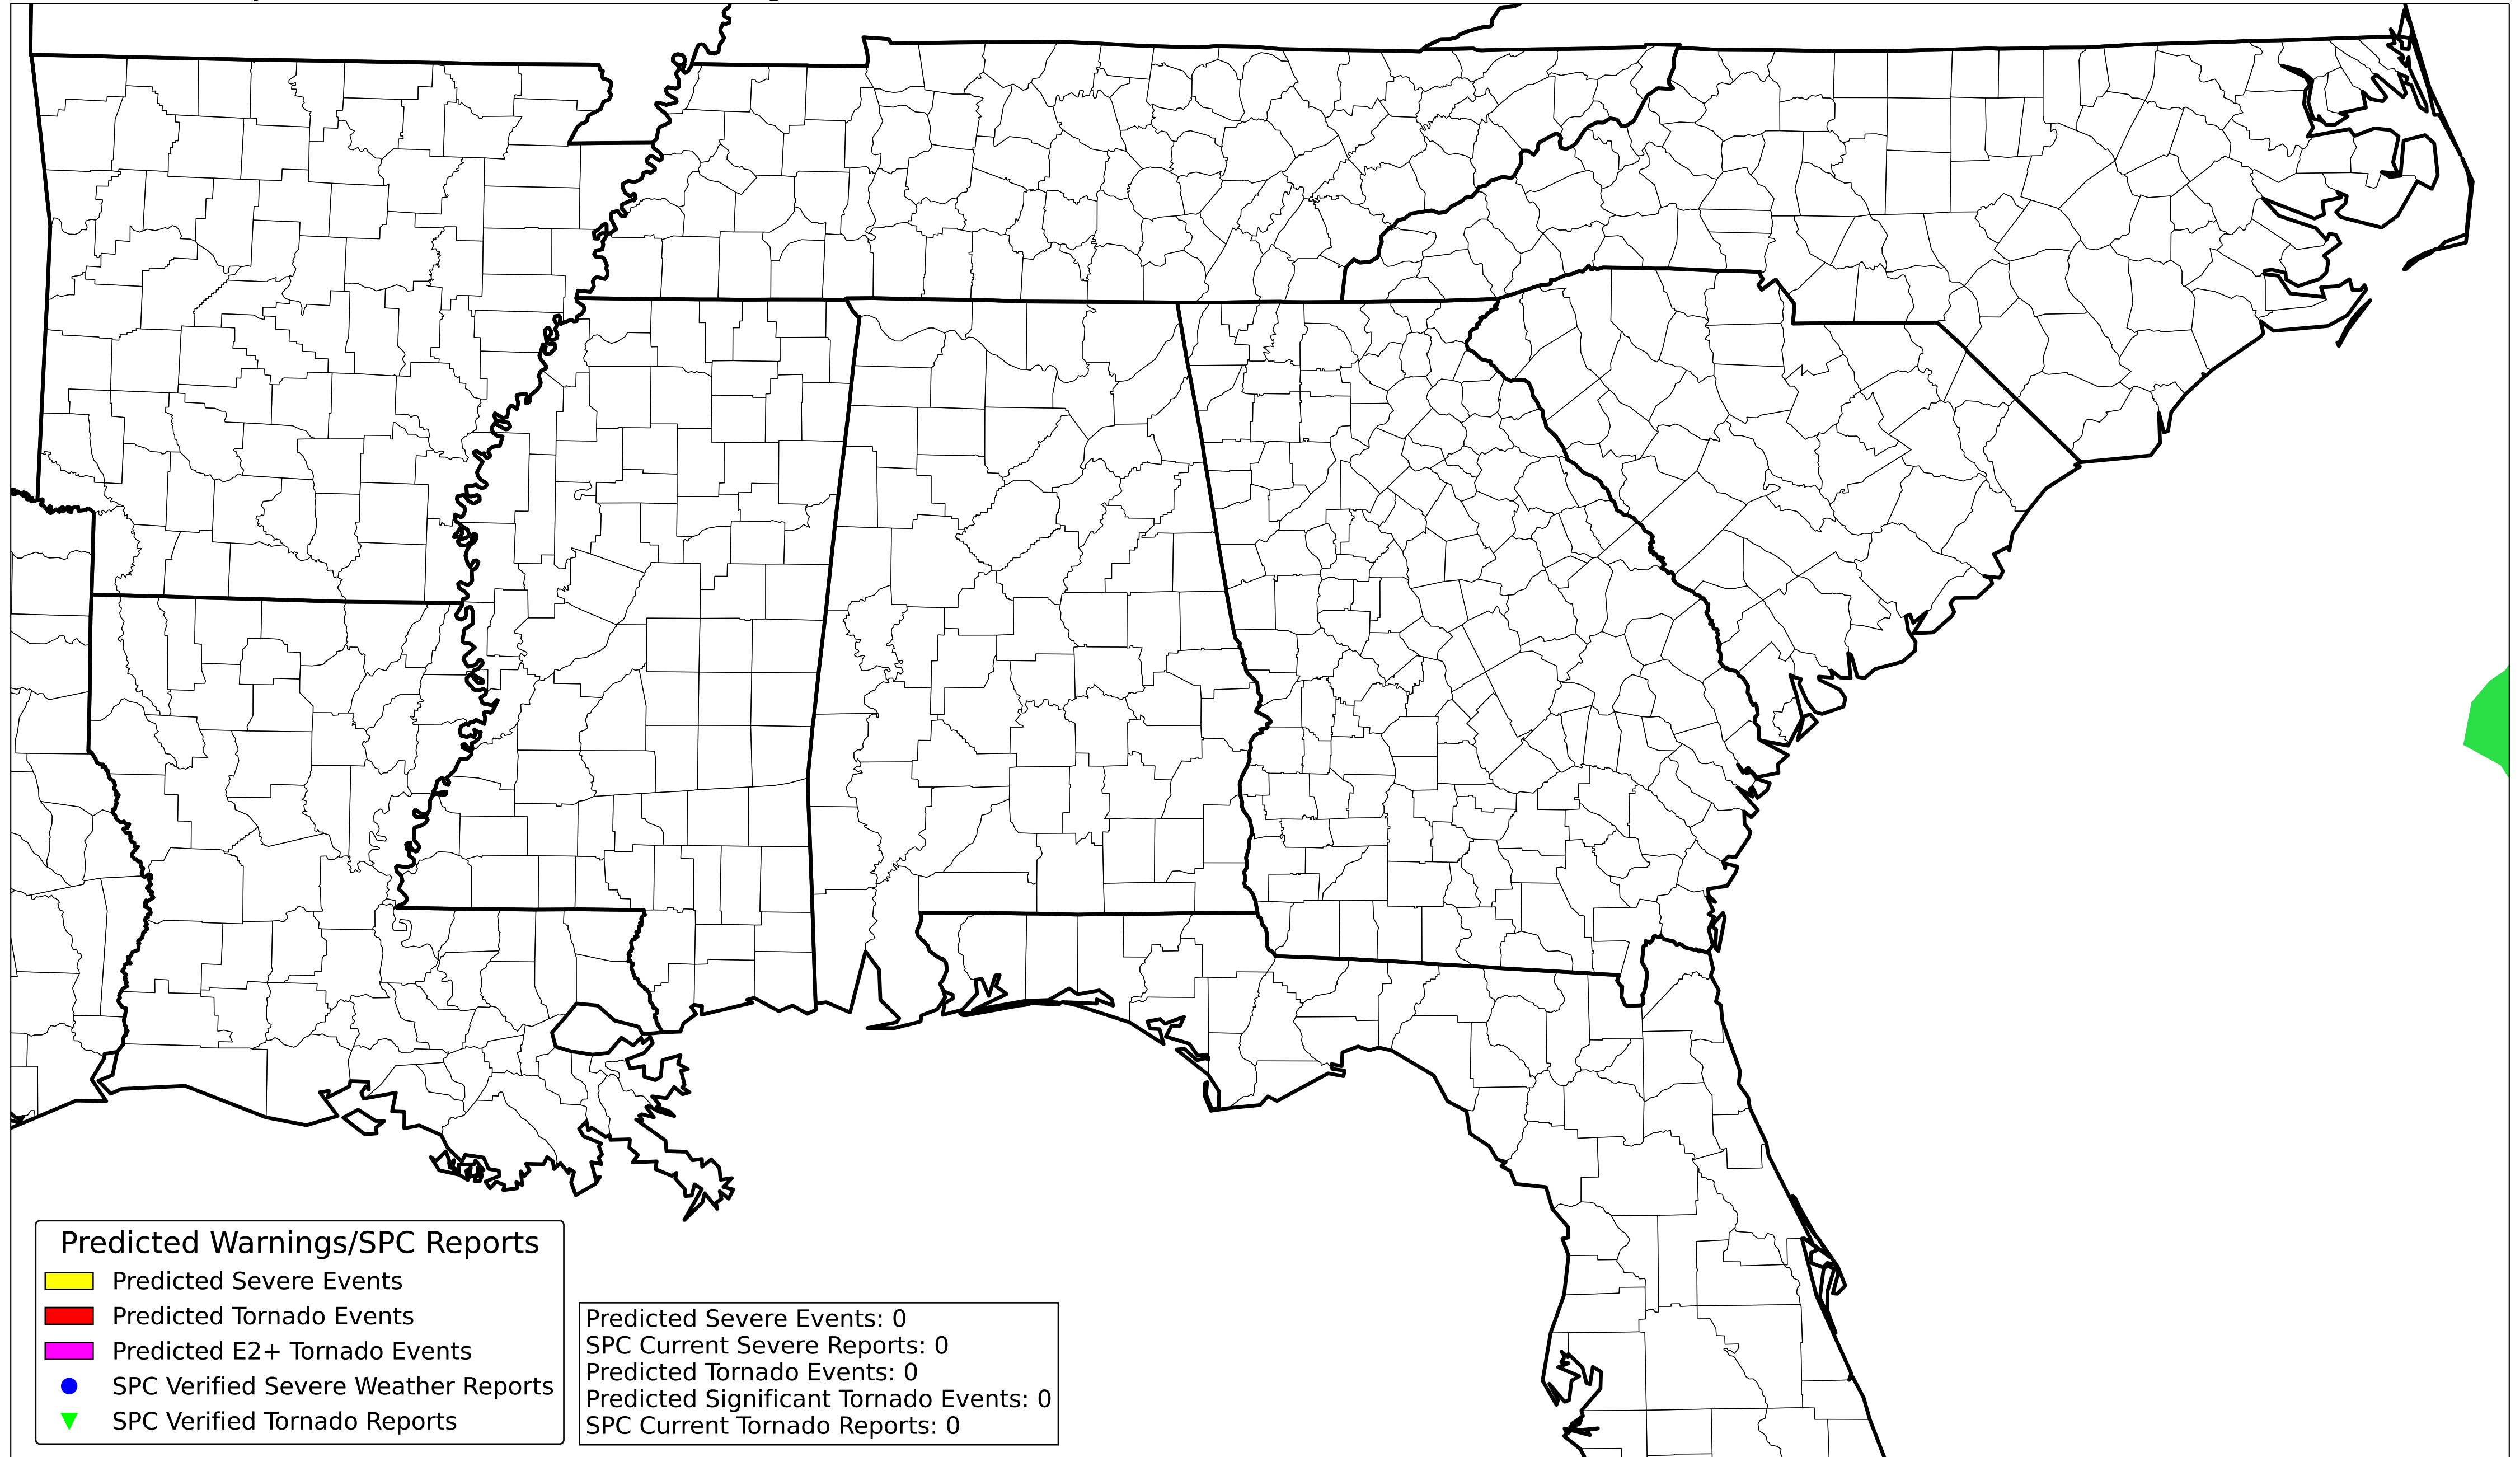 Predicted Warnings/SPC Reports
Predicted Severe Events
Predicted Tornado Events
Predicted E2+ Tornado Events
SPC Verified Severe Weather Reports
SPC Verified Tornado Reports
Predicted Severe Events: 0
SPC Current Severe Reports: 0
Predicted Tornado Events: 0
Predicted Significant Tornado Events: 0
SPC Current Tornado Reports: 0